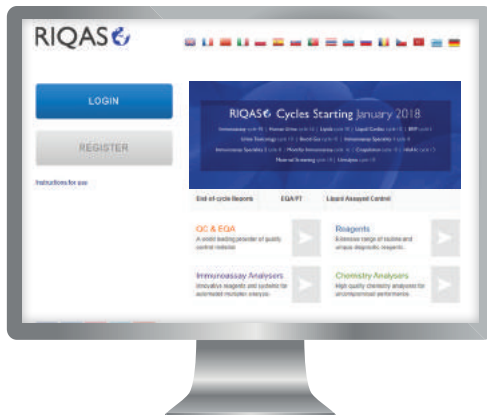 RIQAS
LOGIN
REGISTER
Instructions for use
RIQAS Cycles Starting January 2018
End-of-cycle Reports
EQA/PT
Liquid Assayed Control
QC & EQA
A world leading provider of quality
control material.
Reagents
Extensive range of routine and
unique diagnostic reagents.
Immunoassay Analysers
Innovative reagents and systems for
automated multiplex analysis.
Chemistry Analysers
High quality chemistry analysers for
uncompromised performance.